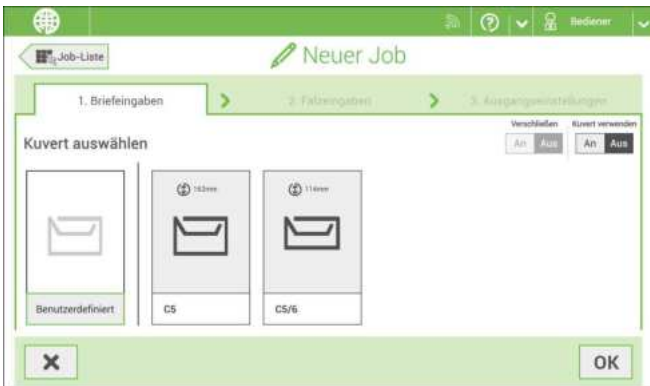 Bediener
Job-Liste
Neuer Job
1. Briefeingaben
2. Falzeingaben
3. Ausgangseinstellungen
Verschließen
Kuvert verwenden
Kuvert auswählen
An Aus
An Aus
162mm
114mm
Benutzerdefiniert
C5
C5/6
OK